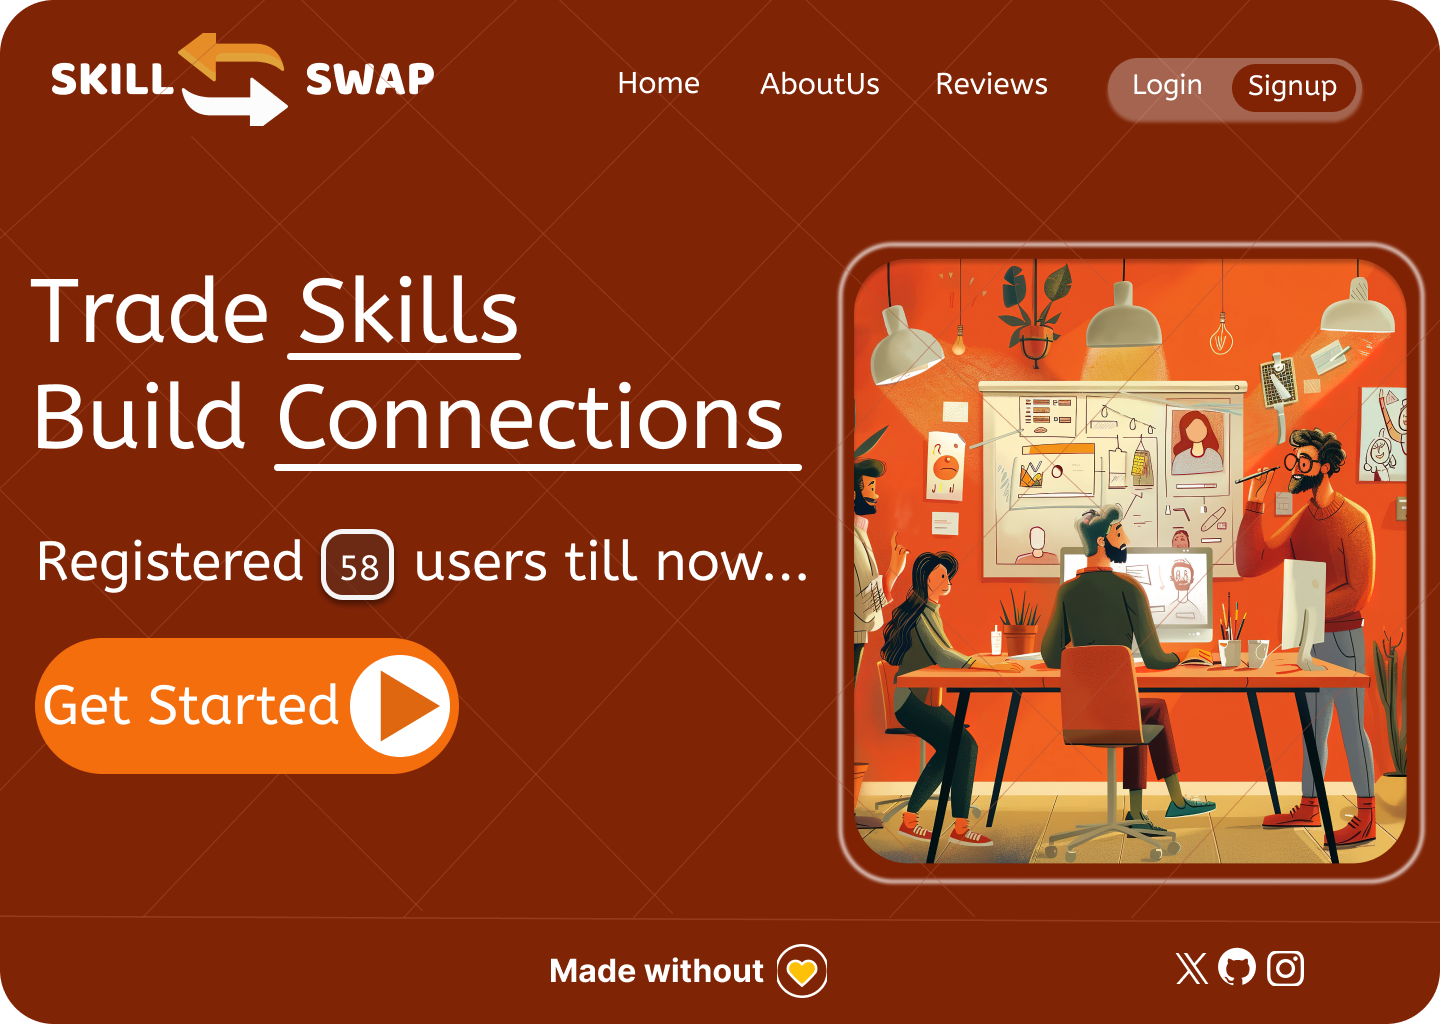 SKILL SWAP
Home AboutUs Reviews Login Signup
Trade Skills
Build Connections
Registered 58 users till now...
Get Started
Made without